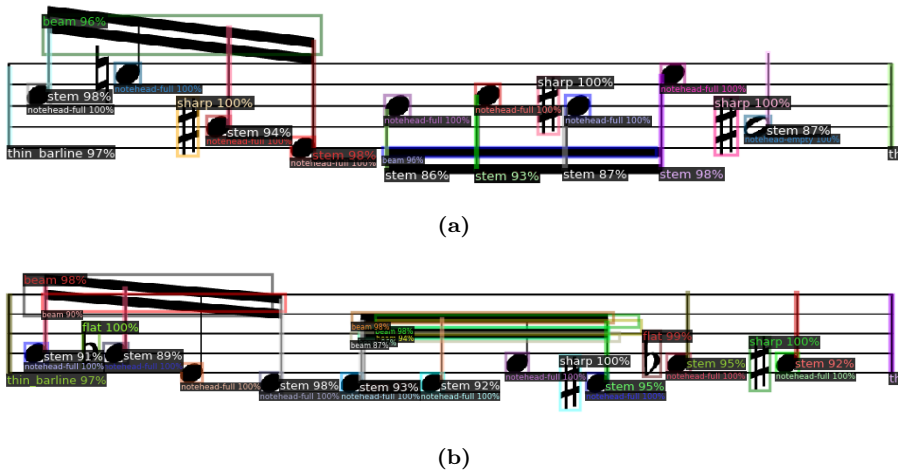 beam 96%
stem 98%
notehead-full 100%
notehead-full 100%
sharp 100%
stem 94%
notehead-full 100%
stem 98%
notehead-full 100%
thin_barline 97%
notehead-full 100%
notehead-full 100%
sharp 100%
notehead-full 100%
notehead-full 100%
sharp 100%
stem 87%
notehead-empty 100%
beam 96%
stem 86%
stem 93%
stem 87%
stem 98%
th
(a)
beam 98%
beam 90%
flat 100%
stem 91%
stem 89%
notehead-full 100%
thin_barline 97%
notehead-full 100%
stem 98%
notehead-full 100%
beam 98%
beam 98%
beam 94%
beam 87%
stem 93%
notehead-full 100%
stem 92%
notehead-full 100%
notehead-full 100%
sharp 100%
stem 95%
notehead-full 100%
flat 99%
stem 95%
notehead-full 100%
sharp 100%
stem 92%
notehead-full 100%
th
(b)